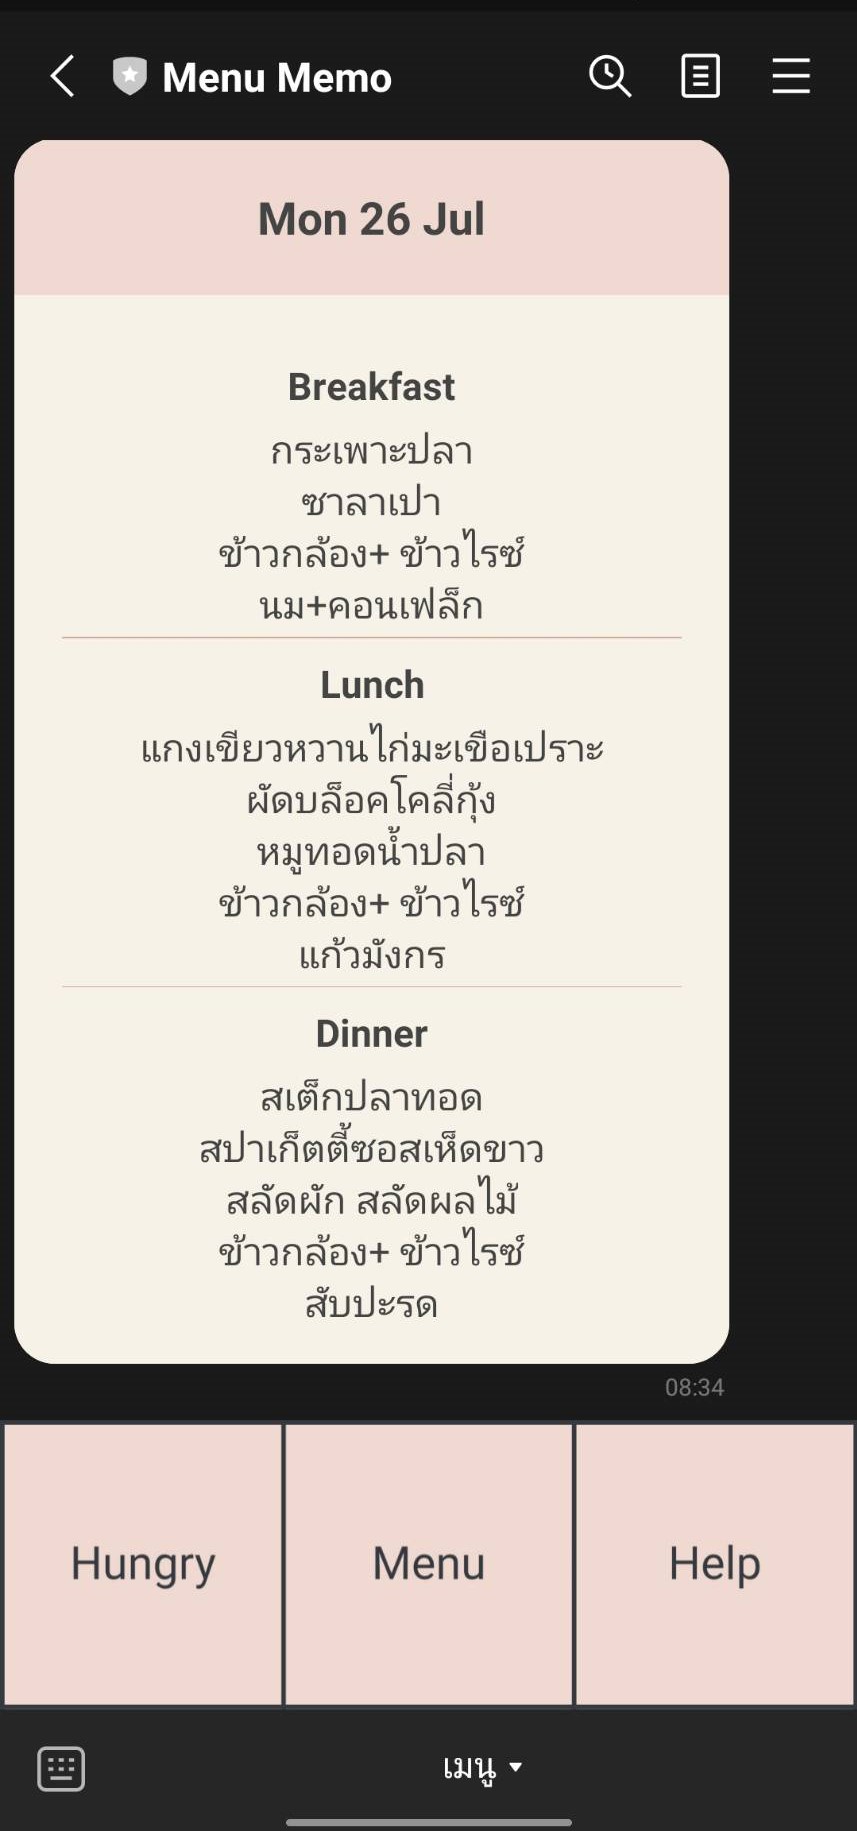 Menu Memo
Mon 26 Jul
Breakfast
กระเพาะปลา
ซาลาเปา
ข้าวกล้อง+ ข้าวไรซ์
นม+คอนเฟล็ก
Lunch
แกงเขียวหวานไก่มะเขือเปราะ
ผัดบล็อคโคลี่กุ้ง
หมูทอดน้ำปลา
ข้าวกล้อง+ ข้าวไรซ์
แก้วมังกร
Dinner
สเต็กปลาทอด
สปาเก็ตตี้ซอสเห็ดขาว
สลัดผัก สลัดผลไม้
ข้าวกล้อง+ ข้าวไรซ์
สับปะรด
08:34
Hungry
Menu
Help
เมนู